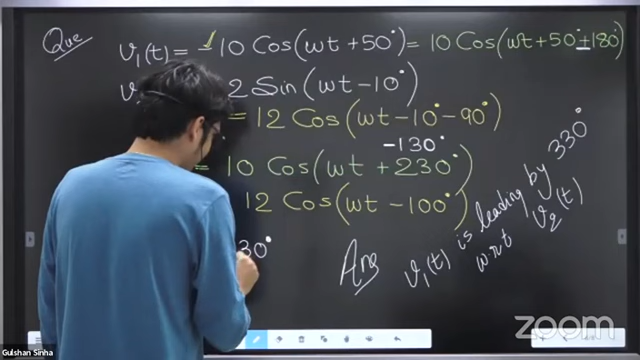 Que
v₁(t) = -10 Cos(ωt + 50°) = 10 Cos(ωt + 50° ± 180°)
2 Sin(ωt - 10°)
= 12 Cos(ωt - 10° - 90°)
-130°
= 10 Cos(ωt + 230°)
12 Cos(ωt - 100°)
30°
Ans
v₁(t) is leading by 330°
wrt v₂(t)
zoom
Gulshan Sinha